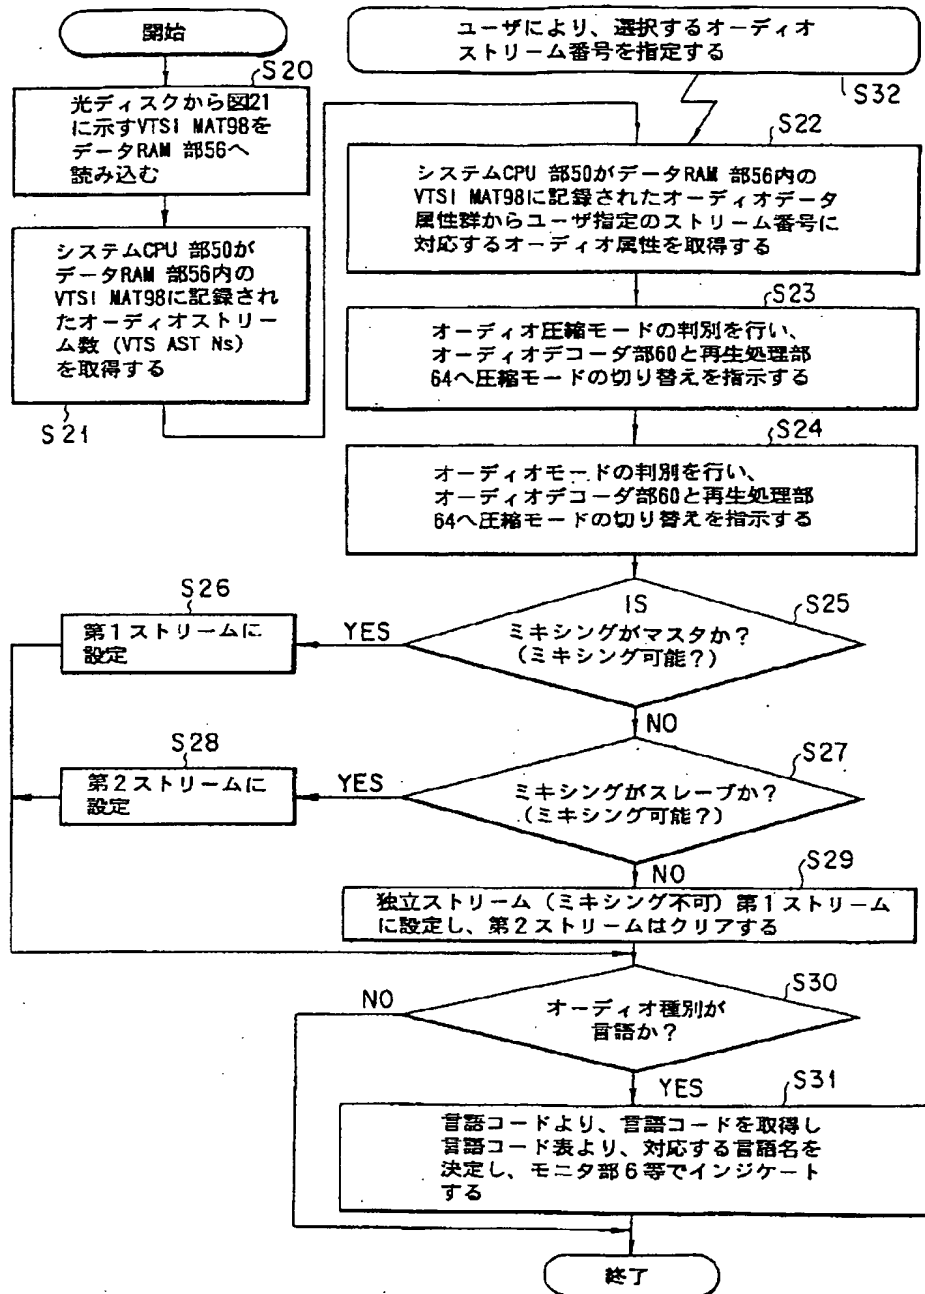 開始
S20
光ディスクから図21
に示すVTSI MAT98を
データRAM 部56へ
読み込む
システムCPU 部50が
データRAM 部56内の
VTSI MAT98に記録され
たオーディオストリー
ム数 (VTS AST Ns)
を取得する
S21
ユーザにより、選択するオーディオ
ストリーム番号を指定する
S32
S22
システムCPU 部50がデータRAM 部56内の
VTSI MAT98に記録されたオーディオデータ
属性群からユーザ指定のストリーム番号に
対応するオーディオ属性を取得する
S23
オーディオ圧縮モードの判別を行い、
オーディオデコーダ部60と再生処理部
64へ圧縮モードの切り替えを指示する
S24
オーディオモードの判別を行い、
オーディオデコーダ部60と再生処理部
64へ圧縮モードの切り替えを指示する
S25
IS
ミキシングがマスタか?
(ミキシング可能?)
YES
S26
第1ストリームに
設定
NO
S27
ミキシングがスレーブか?
(ミキシング可能?)
YES
S28
第2ストリームに
設定
NO
S29
独立ストリーム (ミキシング不可) 第1ストリーム
に設定し、第2ストリームはクリアする
S30
オーディオ種別が
言語か?
NO
YES
S31
言語コードより、言語コードを取得し
言語コード表より、対応する言語名を
決定し、モニタ部6等でインジケート
する
終了